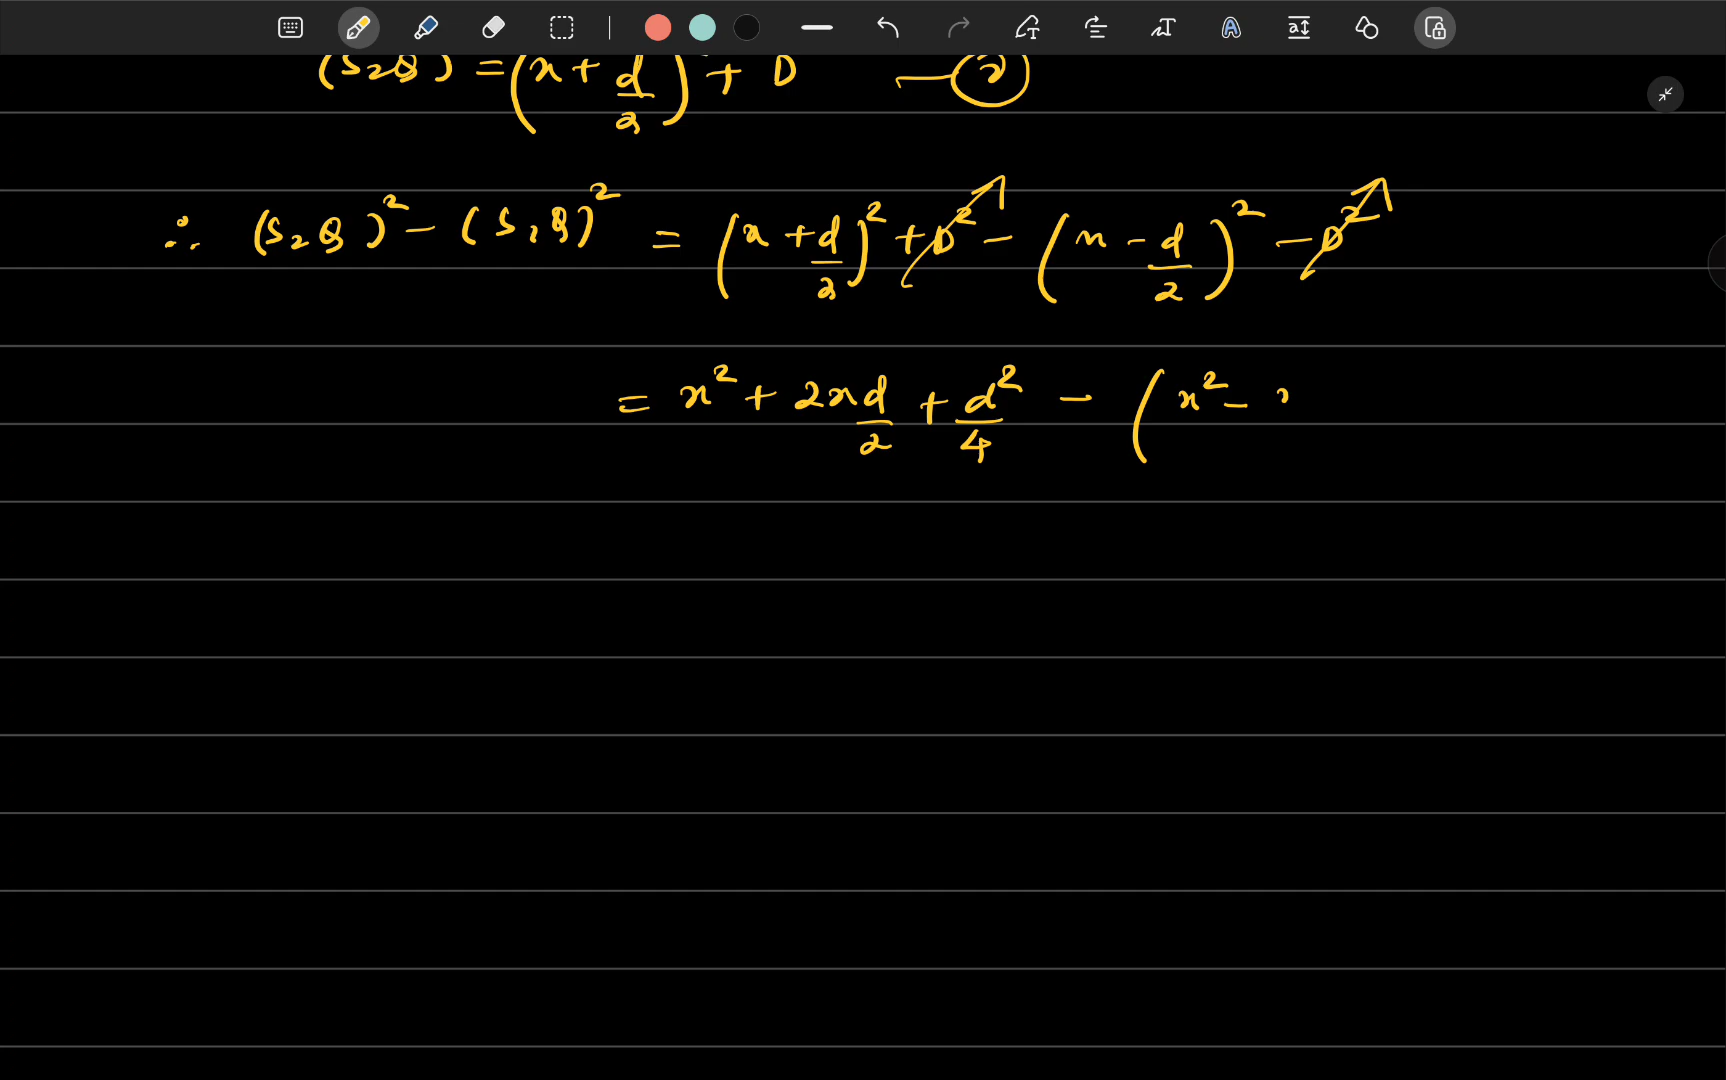 (S₂Q) = (x + d/2) + D —②
∴ (S₂Q)² - (S₁Q)² = (x + d/2)² + D² - (x - d/2)² - D²
= x² + 2xd/2 + d²/4 - (x² -